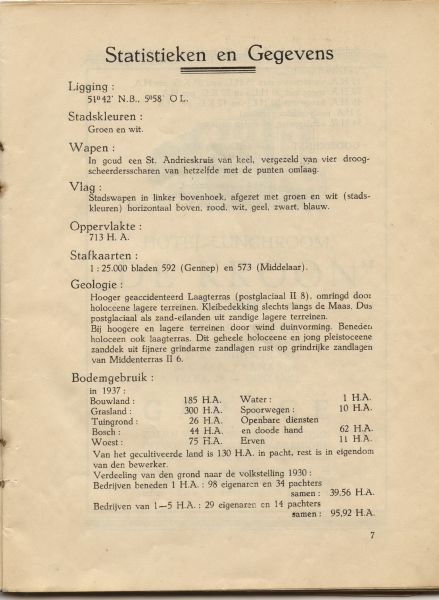 Statistieken en Gegevens
Ligging :
51°42' N.B., 5°58' O L.
Stadskleuren :
Groen en wit.
Wapen :
In goud een St. Andrieskruis van keel, vergezeld van vier droog-
scheerdersscharen van hetzelfde met de punten omlaag.
Vlag :
Stadswapen in linker bovenhoek, afgezet met groen en wit (stads-
kleuren) horizontaal boven, rood, wit, geel, zwart, blauw.
Oppervlakte :
713 H. A.
Stafkaarten :
1 : 25.000 bladen 592 (Gennep) en 573 (Middelaar).
Geologie :
Hooger geaccidenteerd Laagterras (postglaciaal II 8), omringd door
holocene lagere terreinen. Kleibedekking slechts langs de Maas. Dus
postglaciaal als zand-eilanden uit zandige lagere terreinen.
Bij hoogere en lagere terreinen door wind duinvorming. Beneden
holoceen ook laagterras. Dit geheele holocene en jong pleistocene
zanddek uit fijnere grindarme zandlagen rust op grindrijke zandlagen
van Middenterras II 6.
Bodemgebruik :
in 1937 :
Bouwland : 185 H.A. Water : 1 H.A.
Grasland : 300 H.A. Spoorwegen : 10 H.A.
Tuingrond : 26 H.A. Openbare diensten
Bosch : 44 H.A. en doode hand 62 H.A.
Woest : 75 H.A. Erven 11 H.A.
Van het gecultiveerde land is 130 H.A. in pacht, rest is in eigendom
van den bewerker.
Verdeeling van den grond naar de volkstelling 1930 :
Bedrijven beneden 1 H.A. : 98 eigenaren en 34 pachters
samen : 39,56 H.A.
Bedrijven van 1—5 H.A. : 29 eigenaren en 14 pachters
samen : 95,92 H.A.
7